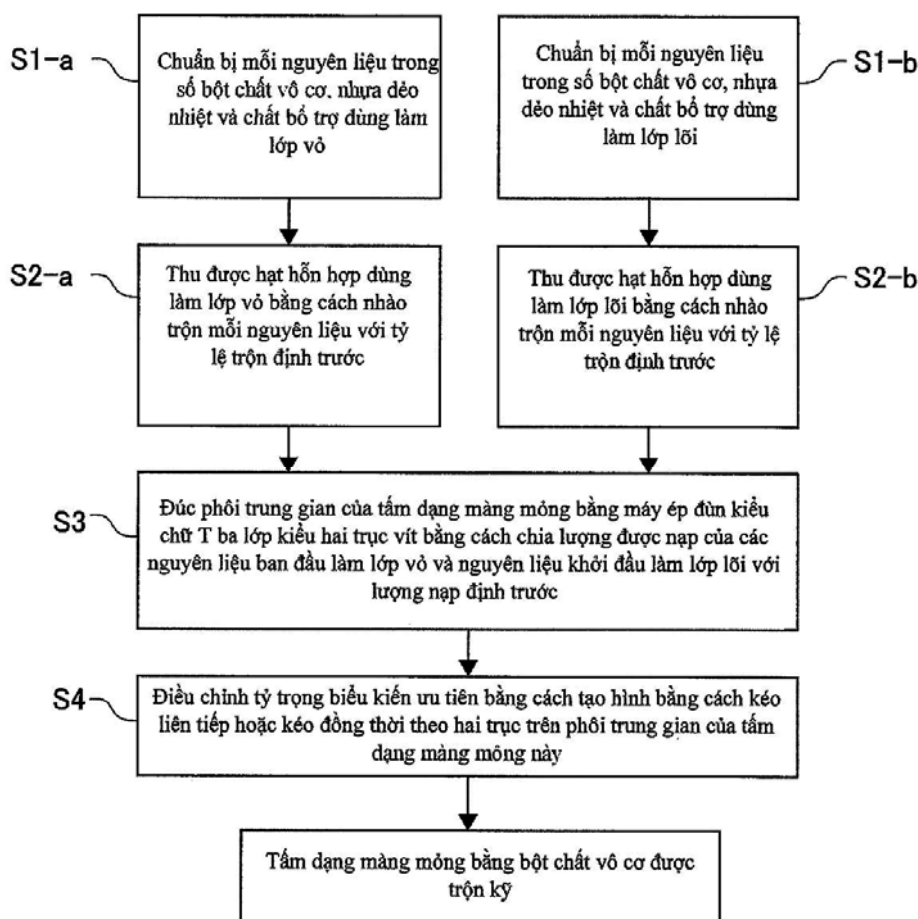 S1-a
Chuẩn bị mỗi nguyên liệu trong
số bột chất vô cơ, nhựa dẻo
nhiệt và chất bổ trợ dùng làm
lớp vỏ
Chuẩn bị mỗi nguyên liệu
trong số bột chất vô cơ, nhựa
dẻo nhiệt và chất bổ trợ dùng
làm lớp lõi
S1-b
S2-a
Thu được hạt hỗn hợp dùng
làm lớp vỏ bằng cách nhào
trộn mỗi nguyên liệu với tỷ
lệ trộn định trước
Thu được hạt hỗn hợp dùng
làm lớp lõi bằng cách nhào
trộn mỗi nguyên liệu với tỷ lệ
trộn định trước
S2-b
S3
Đúc phôi trung gian của tấm dạng màng mỏng bằng máy ép đùn kiểu
chữ T ba lớp kiểu hai trục vít bằng cách chia lượng được nạp của các
nguyên liệu ban đầu làm lớp vỏ và nguyên liệu khởi đầu làm lớp lõi với
lượng nạp định trước
S4
Điều chỉnh tỷ trọng biểu kiến ưu tiên bằng cách tạo hình bằng cách kéo
liên tiếp hoặc kéo đồng thời theo hai trục trên phôi trung gian của tấm
dạng màng mỏng này
Tấm dạng màng mỏng bằng bột chất vô cơ được
trộn kỹ